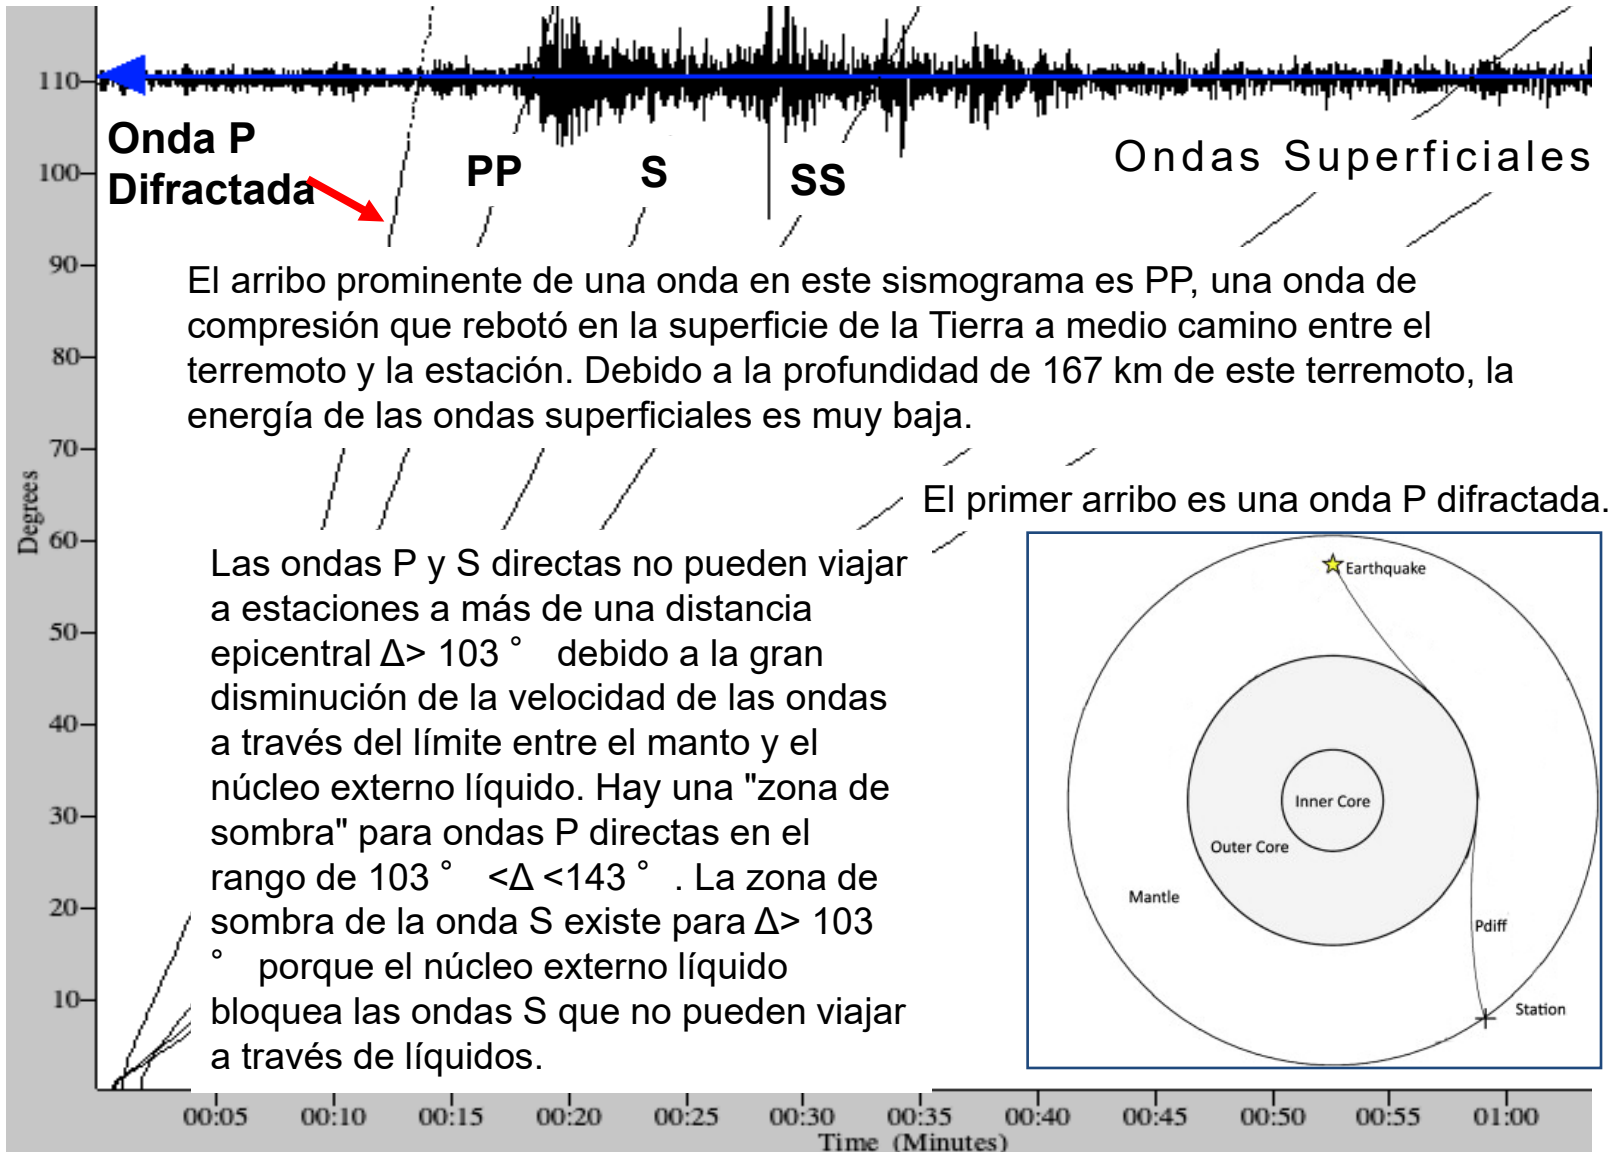 110
Onda P
Difractada
100
PP
S
SS
Ondas Superficiales
90
El arribo prominente de una onda en este sismograma es PP, una onda de
compresión que rebotó en la superficie de la Tierra a medio camino entre el
terremoto y la estación. Debido a la profundidad de 167 km de este terremoto, la
energía de las ondas superficiales es muy baja.
80
70
Degrees
60
50
40
30
20
10
El primer arribo es una onda P difractada.
Las ondas P y S directas no pueden viajar
a estaciones a más de una distancia
epicentral Δ> 103 ° debido a la gran
disminución de la velocidad de las ondas
a través del límite entre el manto y el
núcleo externo líquido. Hay una "zona de
sombra" para ondas P directas en el
rango de 103 ° <Δ <143 ° . La zona de
sombra de la onda S existe para Δ> 103
° porque el núcleo externo líquido
bloquea las ondas S que no pueden viajar
a través de líquidos.
Earthquake
Inner Core
Outer Core
Mantle
Pdiff
Station
00:05 00:10 00:20 00:25 00:30 00:35 00:40 00:45 00:50 00:55 01:00
Time (Minutes)